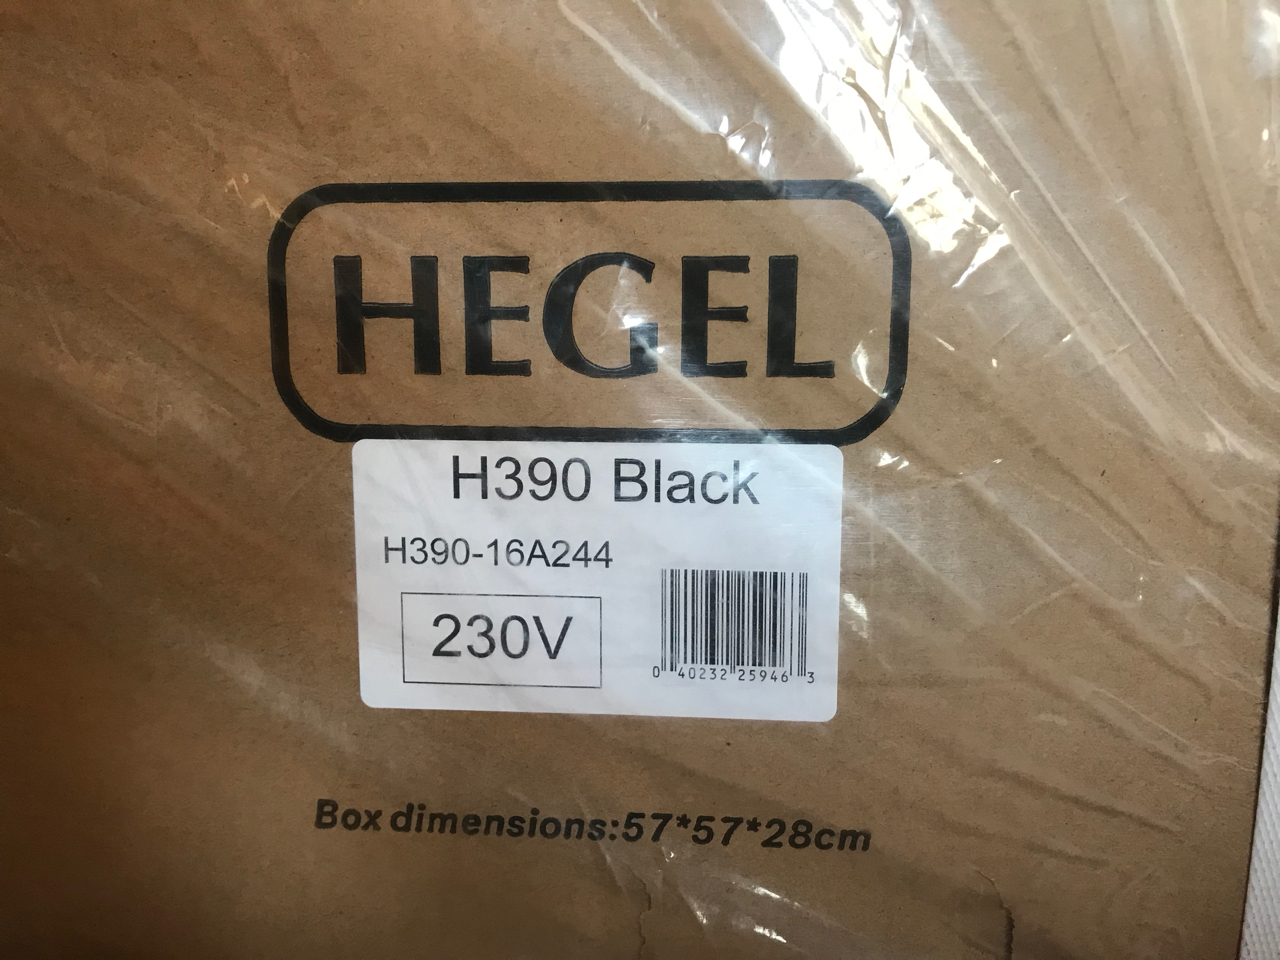 HEGEL
H390 Black
H390-16A244
230V
0 40232 25946 3
Box dimensions:57*57*28cm